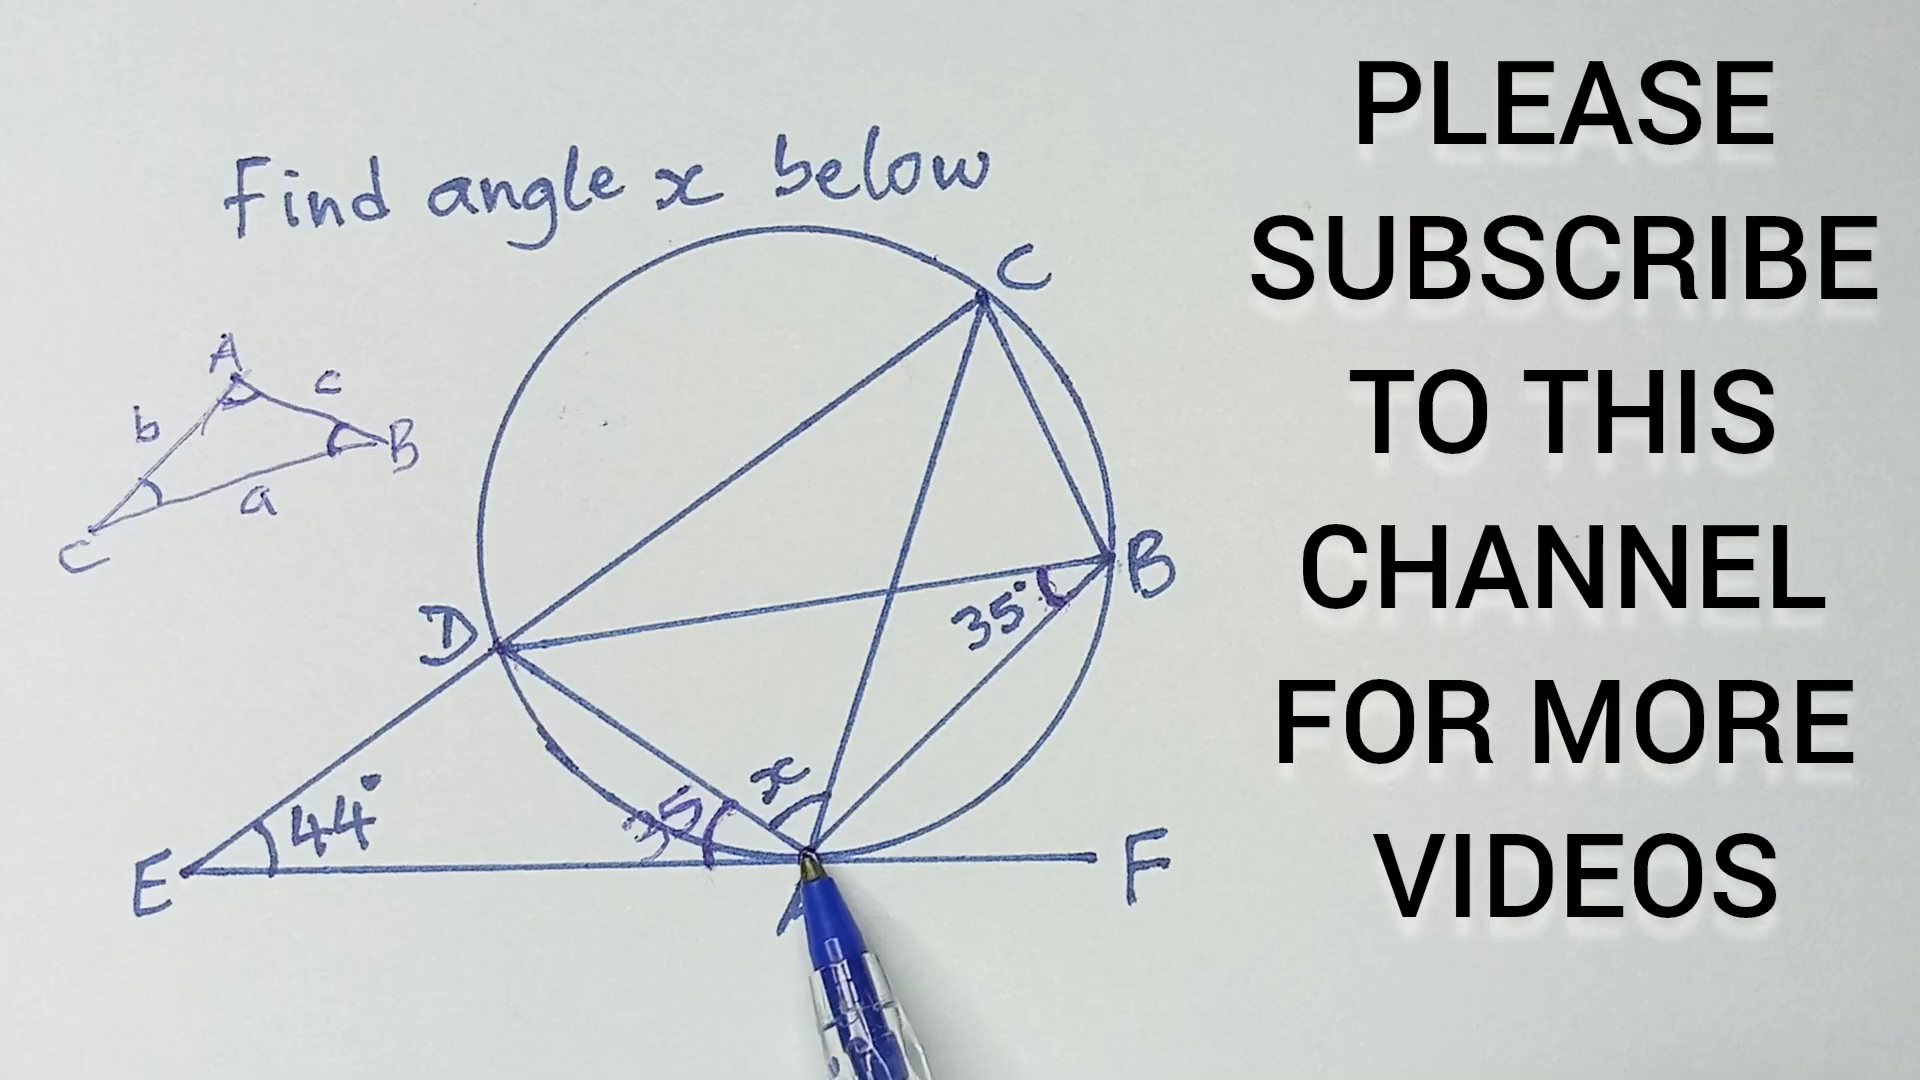 Find angle x below
A
c
b
B
a
C
C
D
B
35°
x
35
44°
E
A
F
PLEASE
SUBSCRIBE
TO THIS
CHANNEL
FOR MORE
VIDEOS